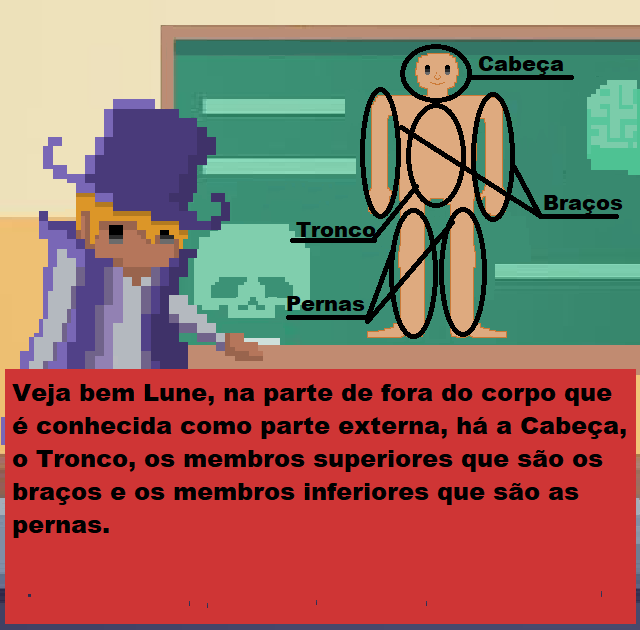 Cabeça
Braços
Tronco
Pernas
Veja bem Lune, na parte de fora do corpo que
é conhecida como parte externa, há a Cabeça,
o Tronco, os membros superiores que são os
braços e os membros inferiores que são as
pernas.